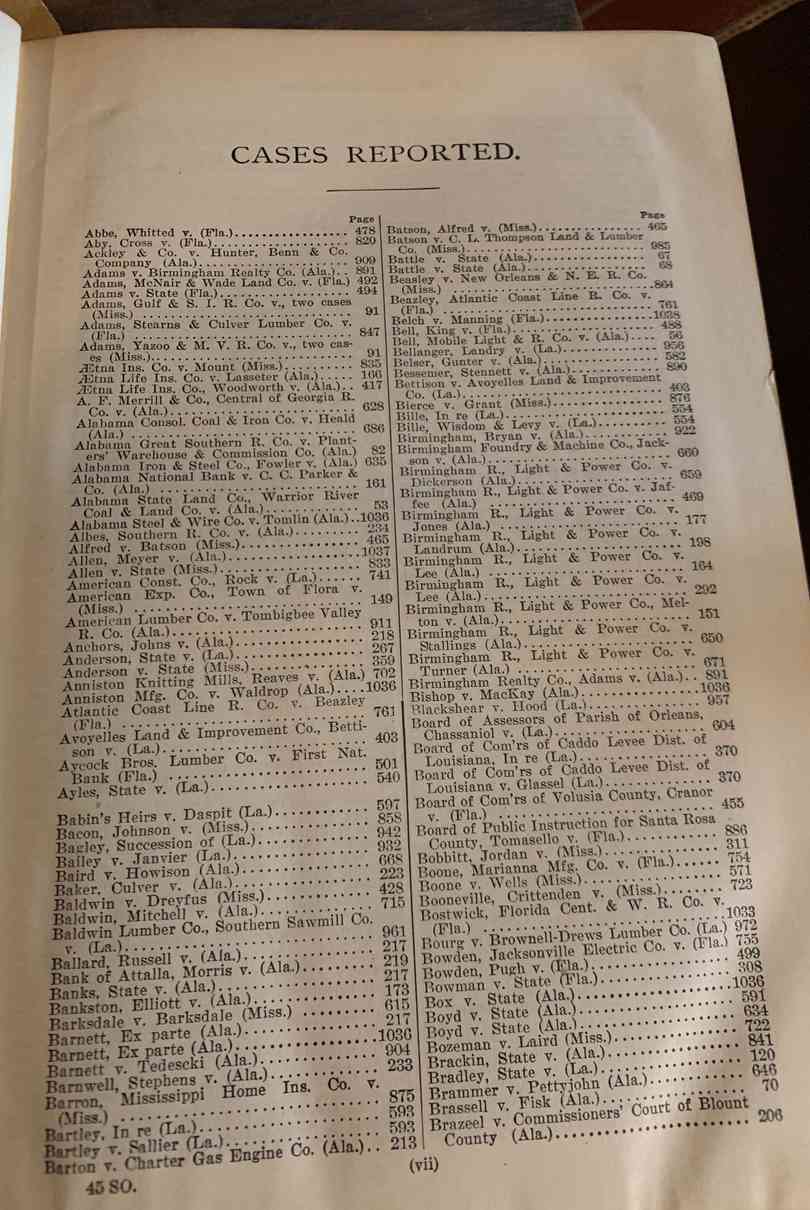 CASES REPORTED.
Page
Abbe, Whitted v. (Fla.)................ 478
Aby, Cross v. (Fla.)................... 820
Ackley & Co. v. Hunter, Benn & Co.
Company (Ala.)..................... 909
Adams v. Birmingham Realty Co. (Ala.).. 891
Adams, McNair & Wade Land Co. v. (Fla.) 492
Adams v. State (Fla.).................. 494
Adams, Gulf & S. I. R. Co. v., two cases
(Miss.) ............................ 91
Adams, Stearns & Culver Lumber Co. v.
(Fla.) ............................. 847
Adams, Yazoo & M. V. R. Co. v., two cas-
es (Miss.).......................... 91
Ætna Ins. Co. v. Mount (Miss.)......... 835
Ætna Life Ins. Co. v. Lasseter (Ala.)..... 166
Ætna Life Ins. Co., Woodworth v. (Ala.).. 417
A. F. Merrill & Co., Central of Georgia R.
Co. v. (Ala.)....................... 628
Alabama Consol. Coal & Iron Co. v. Heald
(Ala.) ............................. 686
Alabama Great Southern R. Co. v. Plant-
ers' Warehouse & Commission Co. (Ala.) 82
Alabama Iron & Steel Co., Fowler v. (Ala.) 635
Alabama National Bank v. C. C. Parker &
Co. (Ala.) ......................... 161
Alabama State Land Co., Warrior River
Coal & Land Co. v. (Ala.)........... 53
Alabama Steel & Wire Co. v. Tomlin (Ala.)..1036
Albes, Southern R. Co. v. (Ala.)......... 234
Alfred v. Batson (Miss.)................ 465
Allen, Meyer v. (Ala.)..................1037
Allen v. State (Miss.).................. 833
American Const. Co., Rock v. (La.)...... 741
American Exp. Co., Town of Flora v.
(Miss.) ............................ 149
American Lumber Co. v. Tombigbee Valley
R. Co. (Ala.)....................... 911
Anchors, Johns v. (Ala.)................ 218
Anderson, State v. (La.)................ 267
Anderson v. State (Miss.)............... 359
Anniston Knitting Mills, Reaves v. (Ala.) 702
Anniston Mfg. Co. v. Waldrop (Ala.)....1036
Atlantic Coast Line R. Co. v. Beazley
(Fla.) ............................. 761
Avoyelles Land & Improvement Co., Betti-
son v. (La.)........................ 403
Aycock Bros. Lumber Co. v. First Nat.
Bank (Fla.) ........................ 501
Ayles, State v. (La.)................... 540
Babin's Heirs v. Daspit (La.)............ 597
Bacon, Johnson v. (Miss.)............... 858
Bagley, Succession of (La.).............. 942
Bailey v. Janvier (La.).................. 932
Baird v. Howison (Ala.)................. 668
Baker, Culver v. (Ala.).................. 223
Baldwin v. Dreyfus (Miss.).............. 428
Baldwin, Mitchell v. (Ala.).............. 715
Baldwin Lumber Co., Southern Sawmill Co.
v. (La.)............................ 961
Ballard, Russell v. (Ala.)............... 217
Bank of Attalla, Morris v. (Ala.)........ 219
Banks, State v. (Ala.)................... 217
Bankston, Elliott v. (Ala.).............. 173
Barksdale v. Barksdale (Miss.) ......... 615
Barnett, Ex parte (Ala.)................ 217
Barnett, Ex parte (Ala.)................1036
Barnett v. Tedescki (Ala.).............. 904
Barnwell, Stephens v. (Ala.)............ 233
Barron, Mississippi Home Ins. Co. v.
(Miss.) ............................ 875
Bartley, In re (La.)..................... 593
Bartley v. Sallier (La.)................. 593
Barton v. Charter Gas Engine Co. (Ala.).. 213
45 SO.
Page
Batson, Alfred v. (Miss.)............... 465
Batson v. C. L. Thompson Land & Lumber
Co. (Miss.)......................... 985
Battle v. State (Ala.).................. 67
Battle v. State (Ala.).................. 68
Beasley v. New Orleans & N. E. R. Co.
(Miss.) ............................864
Beazley, Atlantic Coast Line R. Co. v.
(Fla.) ............................. 761
Belch v. Manning (Fla.)................1038
Bell, King v. (Fla.).................... 488
Bell, Mobile Light & R. Co. v. (Ala.).... 56
Bellanger, Landry v. (La.).............. 956
Belser, Gunter v. (Ala.)................ 582
Bessemer, Stennett v. (Ala.)............ 890
Bettison v. Avoyelles Land & Improvement
Co. (La.)........................... 403
Bierce v. Grant (Miss.)................. 876
Bille, In re (La.)...................... 554
Bille, Wisdom & Levy v. (La.)........... 554
Birmingham, Bryan v. (Ala.)............. 922
Birmingham Foundry & Machine Co., Jack-
son v. (Ala.)....................... 660
Birmingham R., Light & Power Co. v.
Dickerson (Ala.).................... 659
Birmingham R., Light & Power Co. v. Jaf-
fee (Ala.) ......................... 469
Birmingham R., Light & Power Co. v.
Jones (Ala.) ....................... 177
Birmingham R., Light & Power Co. v.
Landrum (Ala.)...................... 198
Birmingham R., Light & Power Co. v.
Lee (Ala.) ......................... 164
Birmingham R., Light & Power Co. v.
Lee (Ala.).......................... 292
Birmingham R., Light & Power Co., Mel-
ton v. (Ala.)....................... 151
Birmingham R., Light & Power Co. v.
Stallings (Ala.).................... 650
Birmingham R., Light & Power Co. v.
Turner (Ala.) ...................... 671
Birmingham Realty Co., Adams v. (Ala.).. 891
Bishop v. MacKay (Ala.)................1036
Blackshear v. Hood (La.)................ 957
Board of Assessors of Parish of Orleans,
Chassaniol v. (La.)................. 604
Board of Com'rs of Caddo Levee Dist. of
Louisiana, In re (La.).............. 370
Board of Com'rs of Caddo Levee Dist. of
Louisiana v. Glassel (La.).......... 370
Board of Com'rs of Volusia County, Cranor
v. (Fla.) .......................... 455
Board of Public Instruction for Santa Rosa
County, Tomasello v. (Fla.)......... 886
Bobbitt, Jordan v. (Miss.).............. 311
Boone, Marianna Mfg. Co. v. (Fla.)...... 754
Boone v. Wells (Miss.).................. 571
Booneville, Crittenden v. (Miss.)....... 723
Bostwick, Florida Cent. & W. R. Co. v.
(Fla.) .............................1033
Bourg v. Brownell-Drews Lumber Co. (La.) 972
Bowden, Jacksonville Electric Co. v. (Fla.) 755
Bowden, Pugh v. (Fla.).................. 499
Bowman v. State (Fla.).................. 308
Box v. State (Ala.).....................1036
Boyd v. State (Ala.).................... 591
Boyd v. State (Ala.).................... 634
Bozeman v. Laird (Miss.)................ 722
Brackin, State v. (Ala.)................ 841
Bradley, State v. (La.)................. 120
Brammer v. Pettyjohn (Ala.)............. 646
Brassell v. Fisk (Ala.)................. 70
Brazeel v. Commissioners' Court of Blount
County (Ala.)....................... 206
(vii)